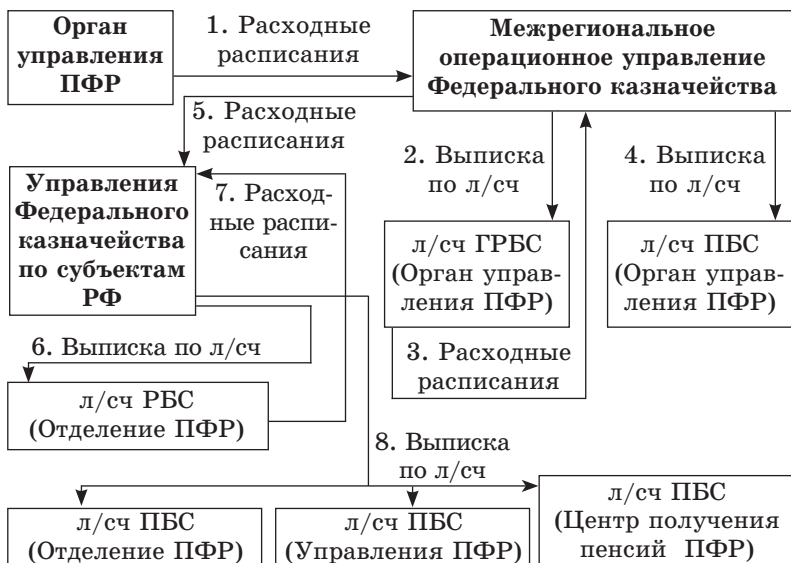 Орган
управления
ПФР
1. Расходные
расписания
Межрегиональное
операционное управление
Федерального казначейства
5. Расходные
расписания
2. Выписка
по л/сч
4. Выписка
по л/сч
Управления
Федерального
казначейства
по субъектам
РФ
7. Расход-
ные распи-
сания
л/сч ГРБС
(Орган управ-
ления ПФР)
л/сч ПБС
(Орган управ-
ления ПФР)
6. Выписка по л/сч
3. Расходные
расписания
л/сч РБС
(Отделение ПФР)
8. Выписка
по л/сч
л/сч ПБС
(Отделение ПФР)
л/сч ПБС
(Управления ПФР)
л/сч ПБС
(Центр получения
пенсий ПФР)